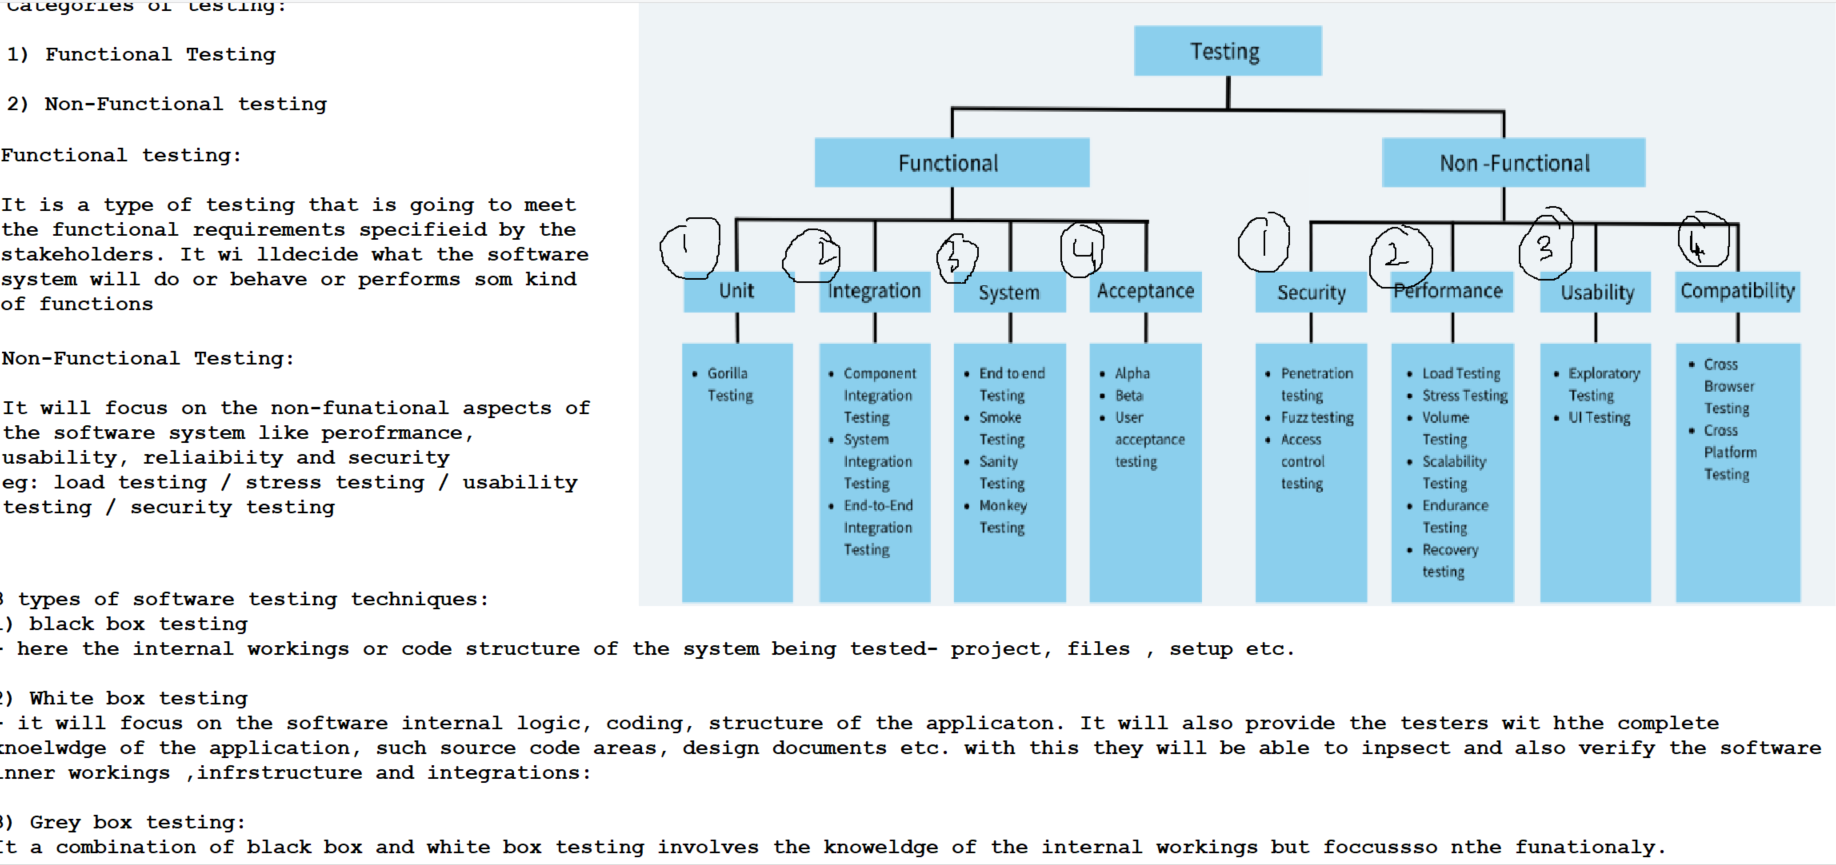 Categories of testing:
1) Functional Testing
2) Non-Functional testing
Functional testing:
It is a type of testing that is going to meet
the functional requirements specifieid by the
stakeholders. It wi lldecide what the software
system will do or behave or performs som kind
of functions
Non-Functional Testing:
It will focus on the non-funational aspects of
the software system like perofrmance,
usability, reliaibiity and security
eg: load testing / stress testing / usability
testing / security testing
Testing
Functional
Non -Functional
1
2
3
4
1
2
3
4
Unit
Integration
System
Acceptance
Security
Performance
Usability
Compatibility
• Gorilla
Testing
• Component
Integration
Testing
• System
Integration
Testing
• End-to-End
Integration
Testing
• End to end
Testing
• Smoke
Testing
• Sanity
Testing
• Monkey
Testing
• Alpha
• Beta
• User
acceptance
testing
• Penetration
testing
• Fuzz testing
• Access
control
testing
• Load Testing
• Stress Testing
• Volume
Testing
• Scalability
Testing
• Endurance
Testing
• Recovery
testing
• Exploratory
Testing
• UI Testing
• Cross
Browser
Testing
• Cross
Platform
Testing
3 types of software testing techniques:
1) black box testing
- here the internal workings or code structure of the system being tested- project, files , setup etc.
2) White box testing
- it will focus on the software internal logic, coding, structure of the applicaton. It will also provide the testers wit hthe complete
knoelwdge of the application, such source code areas, design documents etc. with this they will be able to inpsect and also verify the software
inner workings ,infrstructure and integrations:
3) Grey box testing:
It a combination of black box and white box testing involves the knoweldge of the internal workings but foccussso nthe funationaly.